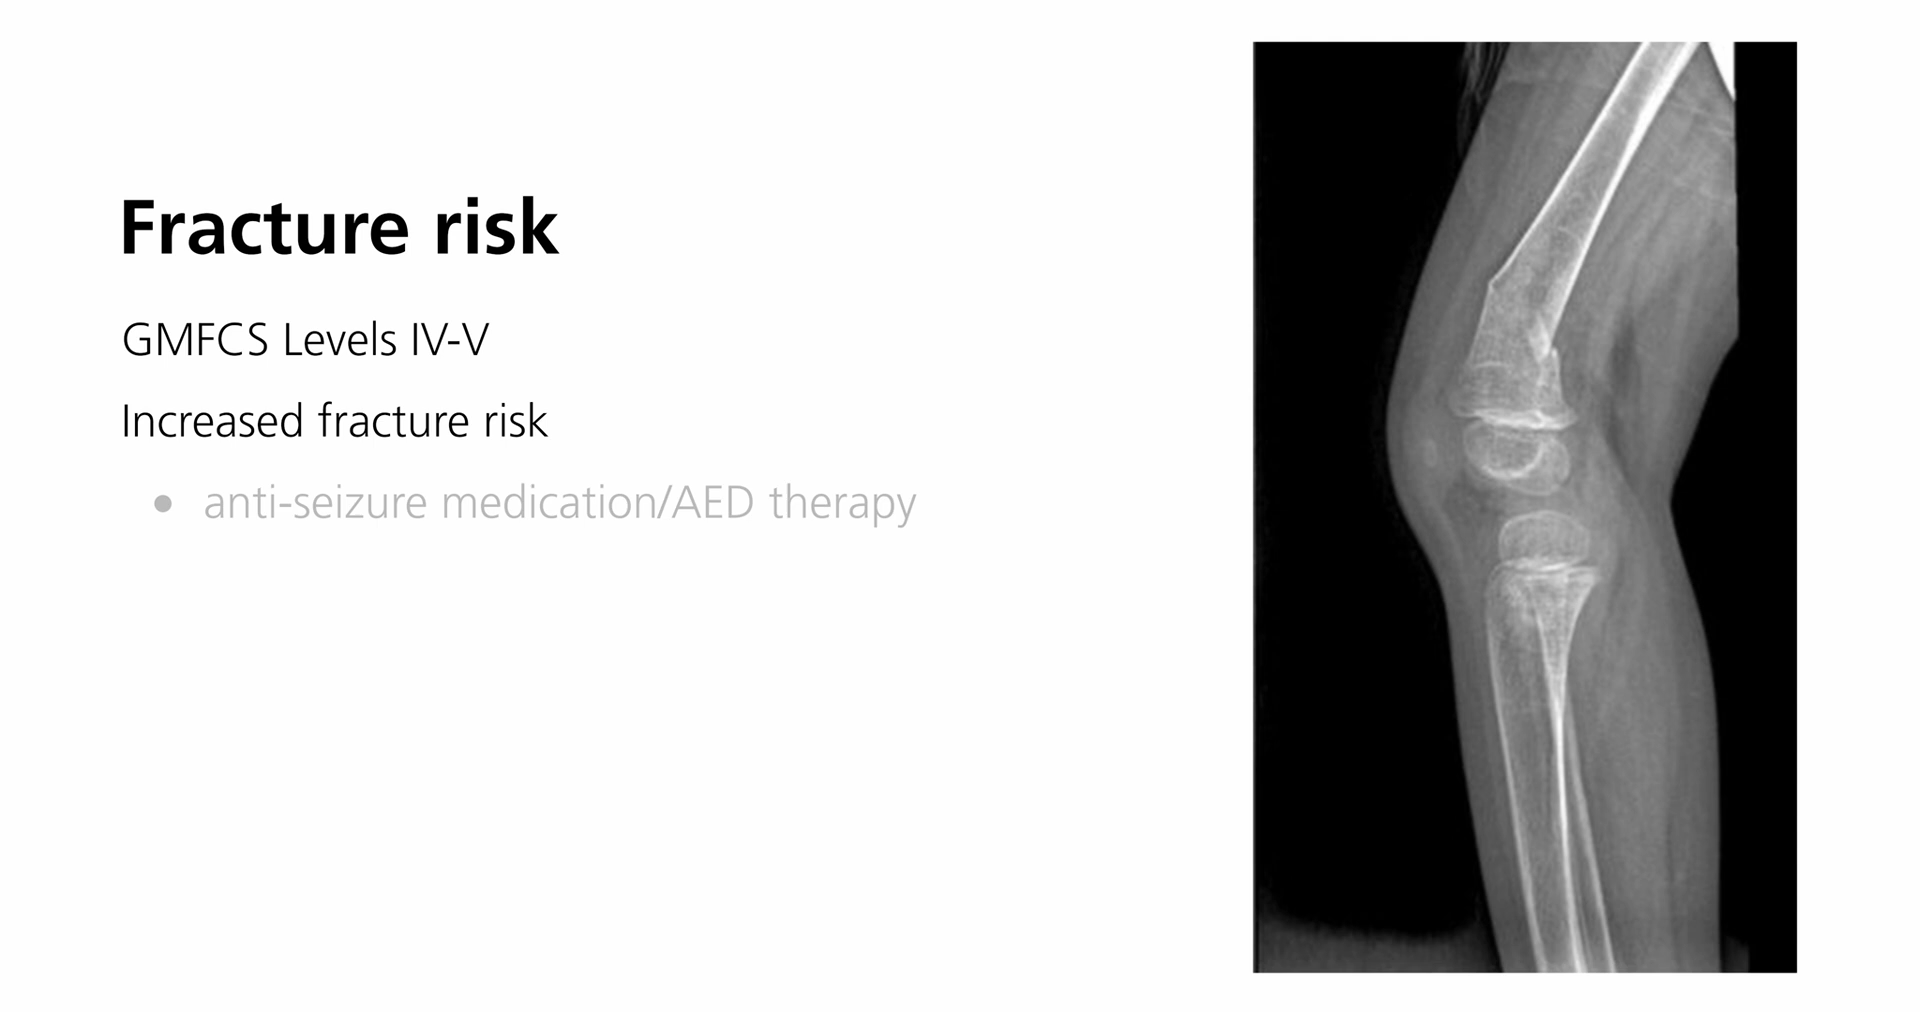 Fracture risk
GMFCS Levels IV-V
Increased fracture risk
• anti-seizure medication/AED therapy